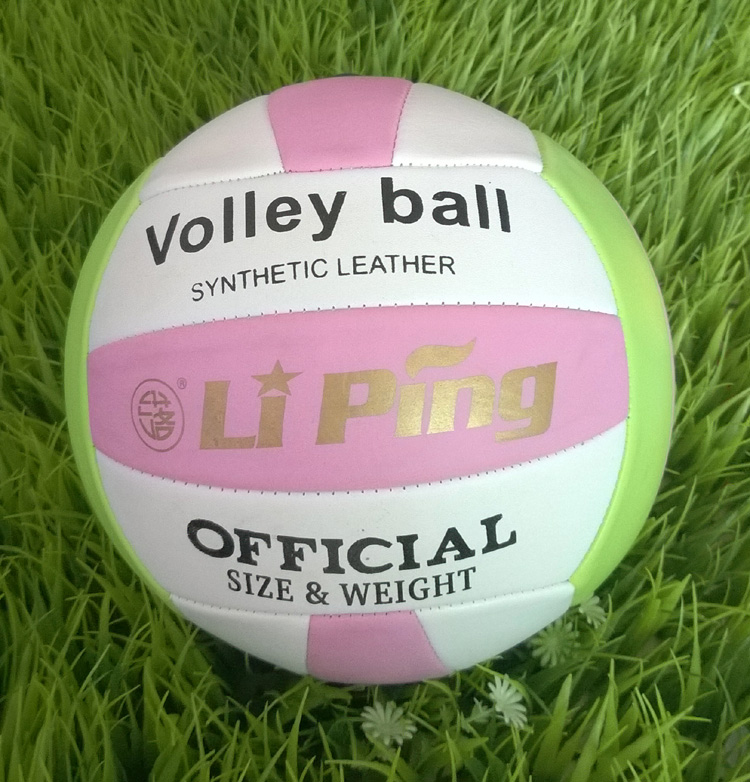 Volley ball
SYNTHETIC LEATHER
® Li Ping
OFFICIAL
SIZE & WEIGHT